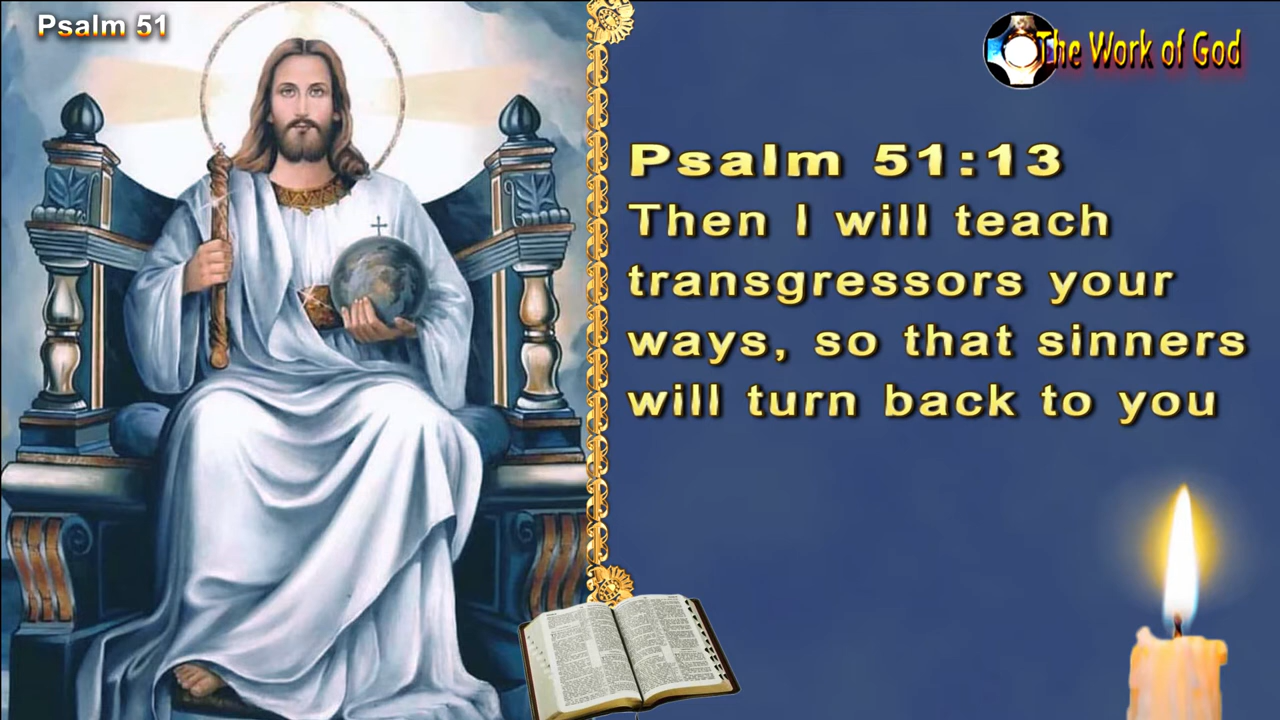 Psalm 51
The Work of God
Psalm 51:13
Then I will teach
transgressors your
ways, so that sinners
will turn back to you